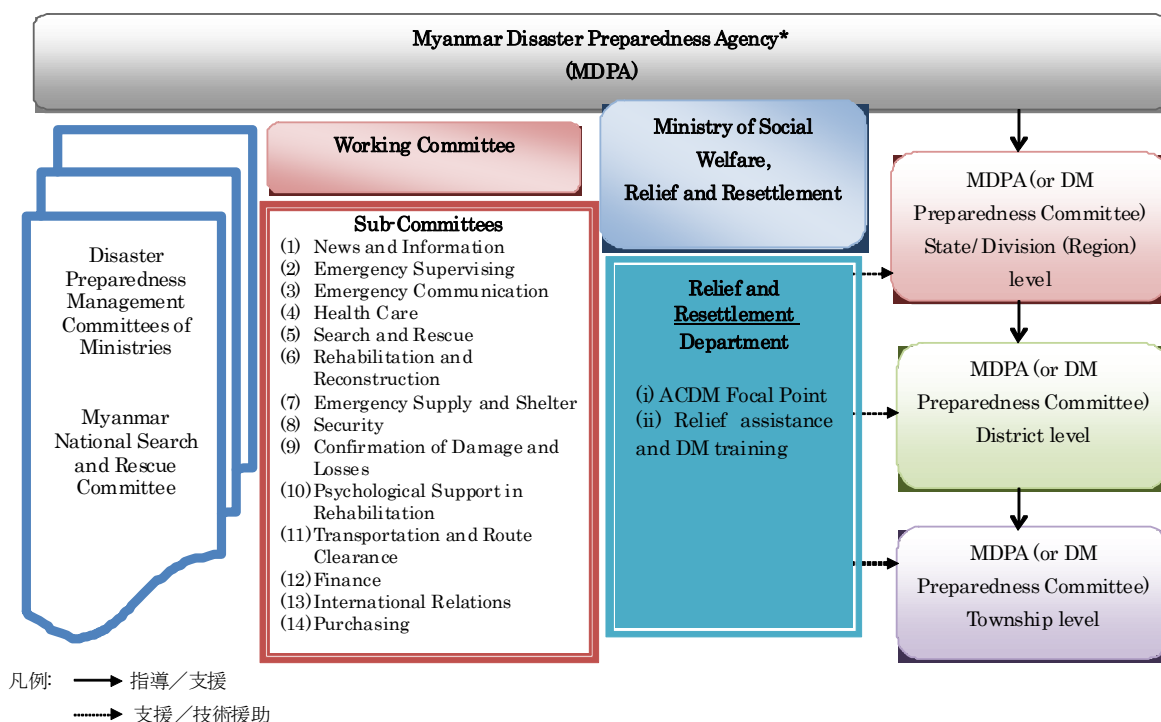 Myanmar Disaster Preparedness Agency*
(MDPA)
Disaster
Preparedness
Management
Committees of
Ministries
Myanmar
National Search
and Rescue
Committee
Working Committee
Sub-Committees
(1) News and Information
(2) Emergency Supervising
(3) Emergency Communication
(4) Health Care
(5) Search and Rescue
(6) Rehabilitation and
Reconstruction
(7) Emergency Supply and Shelter
(8) Security
(9) Confirmation of Damage and
Losses
(10) Psychological Support in
Rehabilitation
(11) Transportation and Route
Clearance
(12) Finance
(13) International Relations
(14) Purchasing
Ministry of Social
Welfare,
Relief and Resettlement
Relief and
Resettlement
Department
(i) ACDM Focal Point
(ii) Relief assistance
and DM training
MDPA (or DM
Preparedness Committee)
State/ Division (Region)
level
MDPA (or DM
Preparedness Committee)
District level
MDPA (or DM
Preparedness Committee)
Township level
凡例: 指導／支援
支援／技術援助